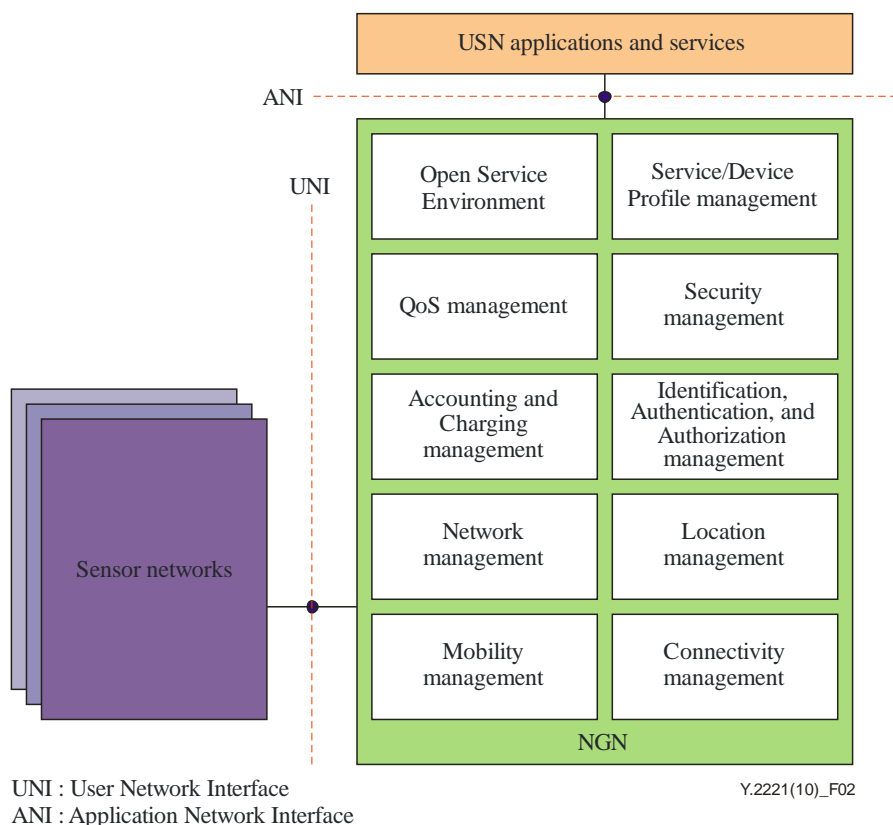 USN applications and services
ANI
UNI
Open Service
Environment
Service/Device
Profile management
QoS management
Security
management
Accounting and
Charging
management
Identification,
Authentication, and
Authorization
management
Sensor networks
Network
management
Location
management
Mobility
management
Connectivity
management
NGN
UNI : User Network Interface
Y.2221(10)_F02
ANI : Application Network Interface